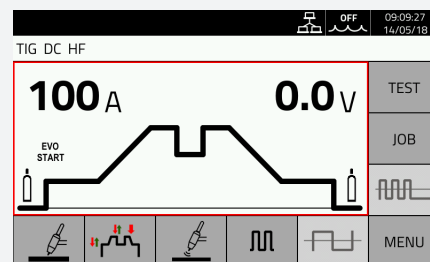 OFF
09:09:27
14/05/18
TIG DC HF
100 A
0.0 V
EVO
START
TEST
JOB
MENU